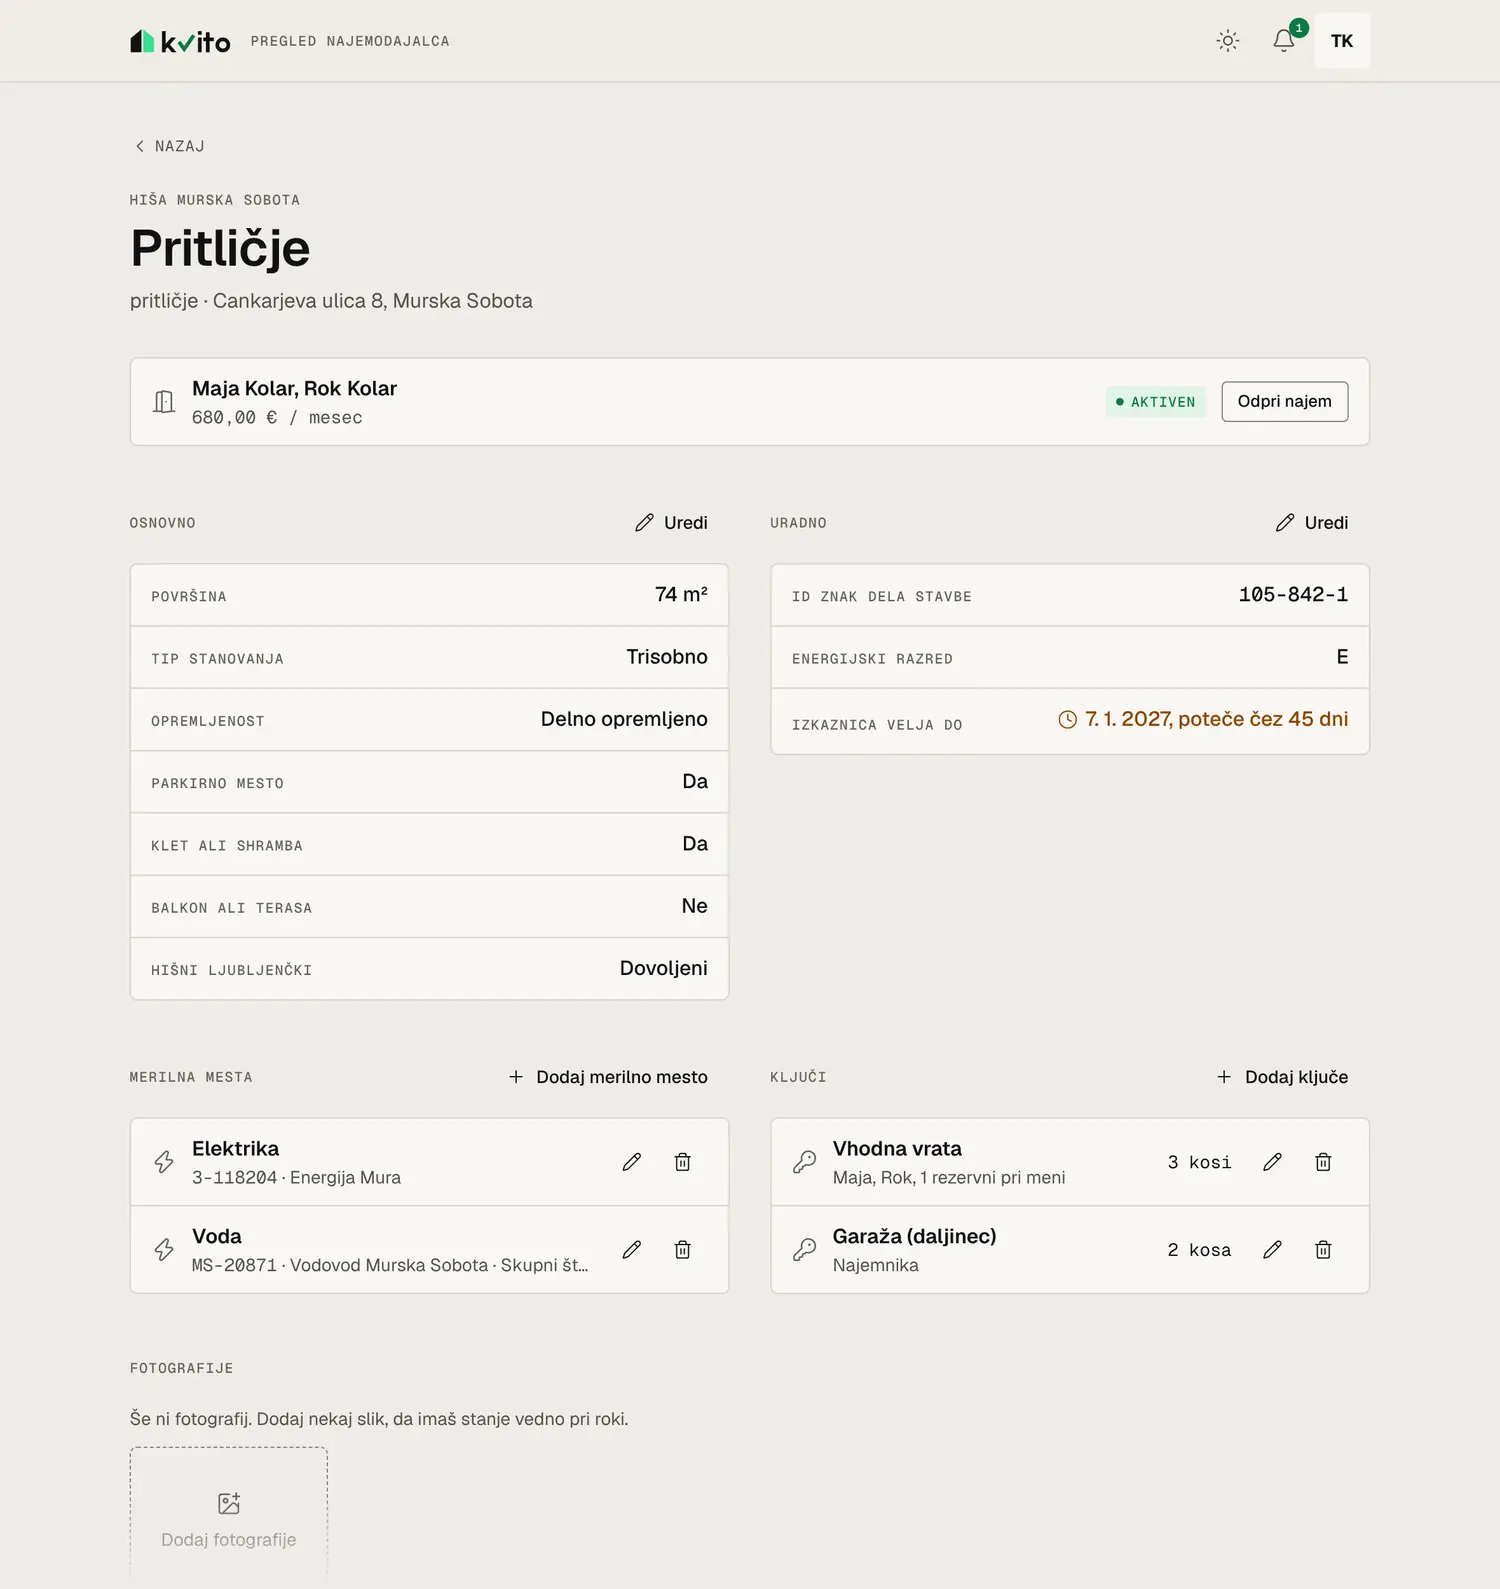 kvito PREGLED NAJEMODAJALCA 1 TK
NAZAJ
HIŠA MURSKA SOBOTA
Pritličje
pritličje · Cankarjeva ulica 8, Murska Sobota
Maja Kolar, Rok Kolar
680,00 € / mesec
AKTIVEN
Odpri najem
OSNOVNO Uredi
POVRŠINA 74 m²
TIP STANOVANJA Trisobno
OPREMLJENOST Delno opremljeno
PARKIRNO MESTO Da
KLET ALI SHRAMBA Da
BALKON ALI TERASA Ne
HIŠNI LJUBLJENČKI Dovoljeni
URADNO Uredi
ID ZNAK DELA STAVBE 105-842-1
ENERGIJSKI RAZRED E
IZKAZNICA VELJA DO 7. 1. 2027, poteče čez 45 dni
MERILNA MESTA Dodaj merilno mesto
Elektrika
3-118204 · Energija Mura
Voda
MS-20871 · Vodovod Murska Sobota · Skupni št...
KLJUČI Dodaj ključe
Vhodna vrata
Maja, Rok, 1 rezervni pri meni
3 kosi
Garaža (daljinec)
Najemnika
2 kosa
FOTOGRAFIJE
Še ni fotografij. Dodaj nekaj slik, da imaš stanje vedno pri roki.
Dodaj fotografije